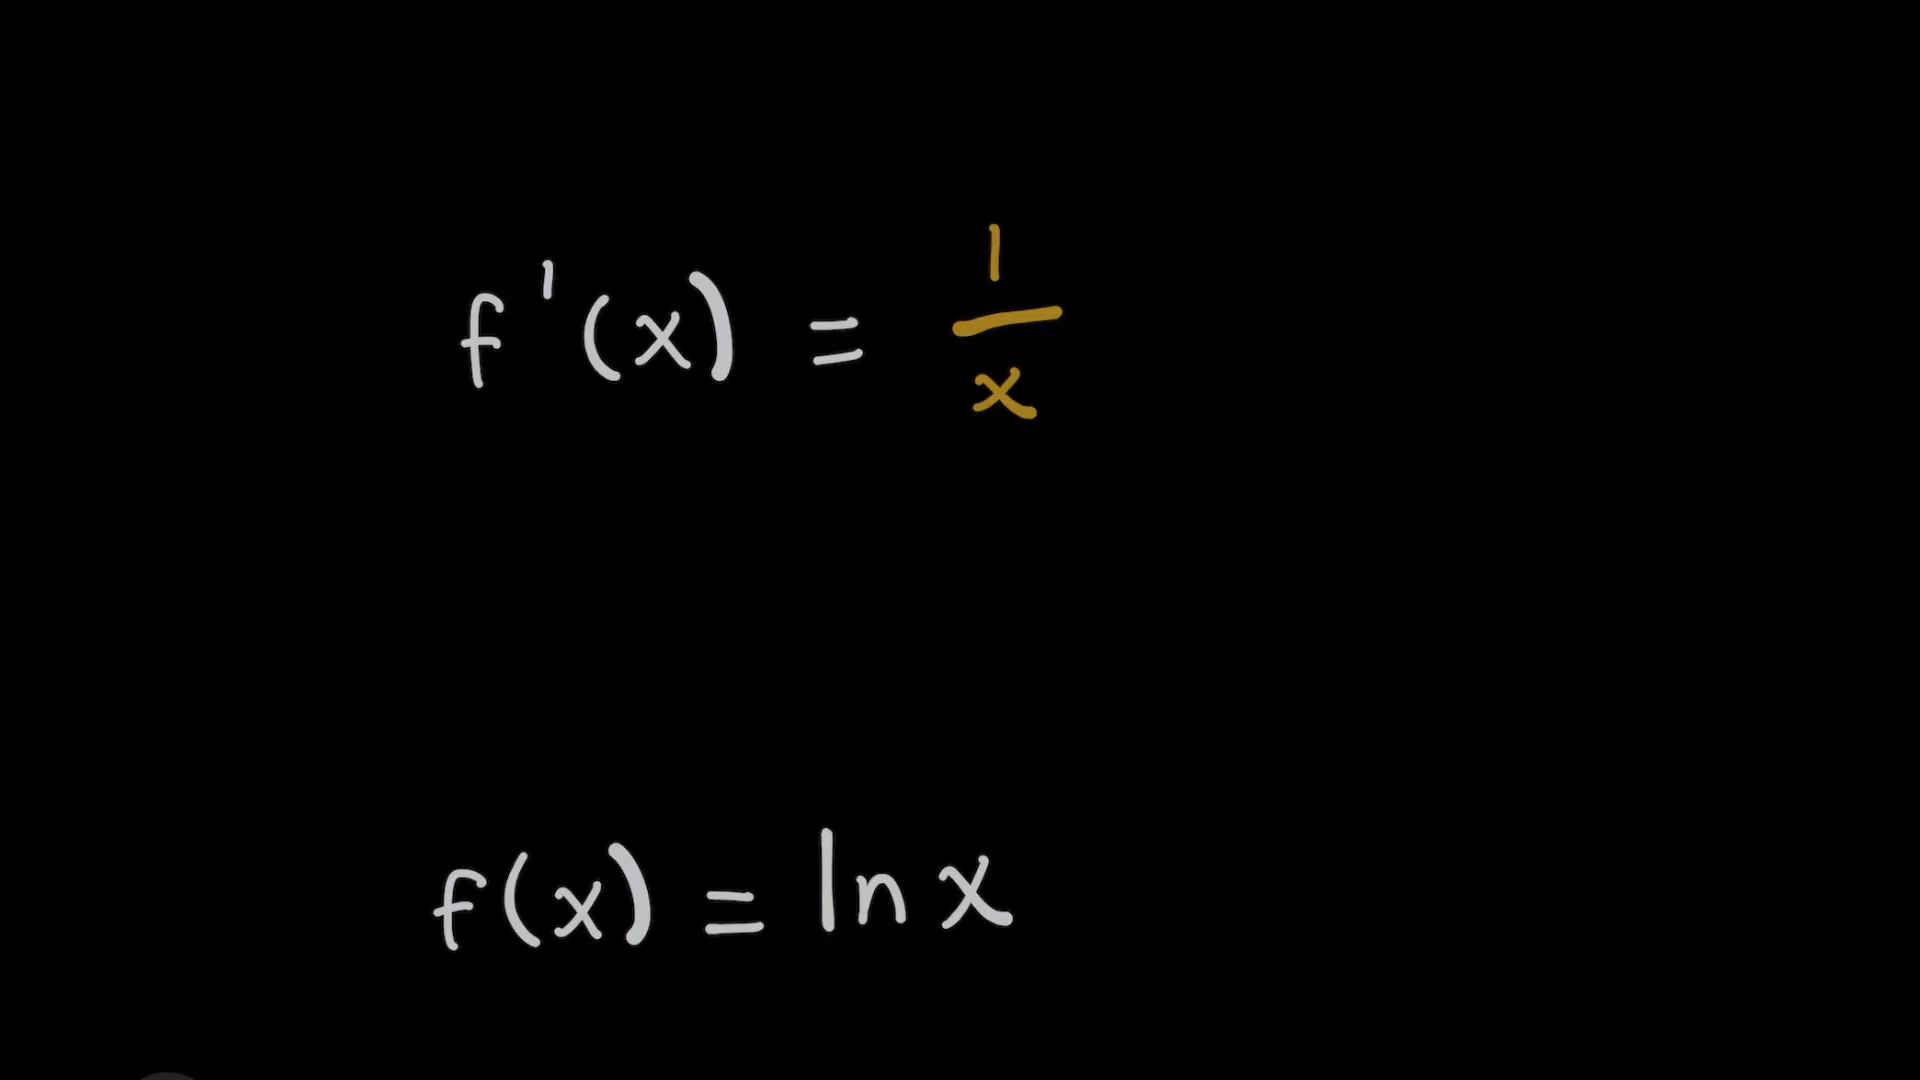 f'(x) = 1/x
f(x) = ln x